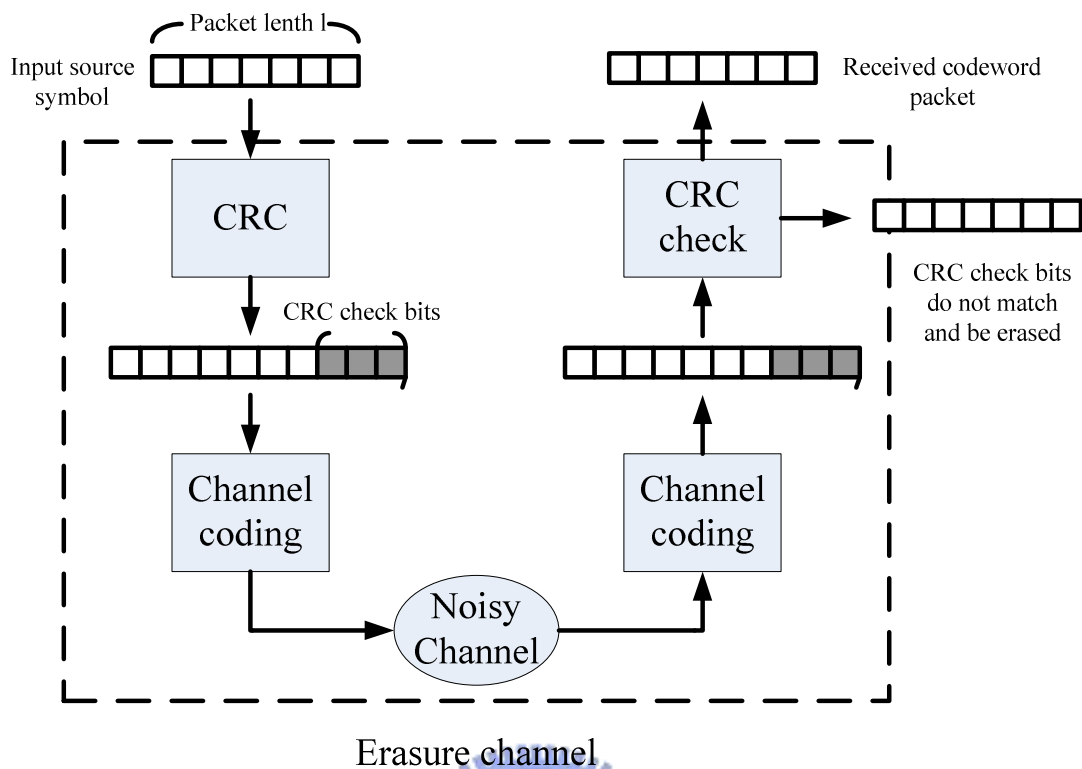 Packet lenth l
Input source
symbol
Received codeword
packet
CRC
CRC
check
CRC check bits
do not match
and be erased
CRC check bits
Channel
coding
Channel
coding
Noisy
Channel
Erasure channel